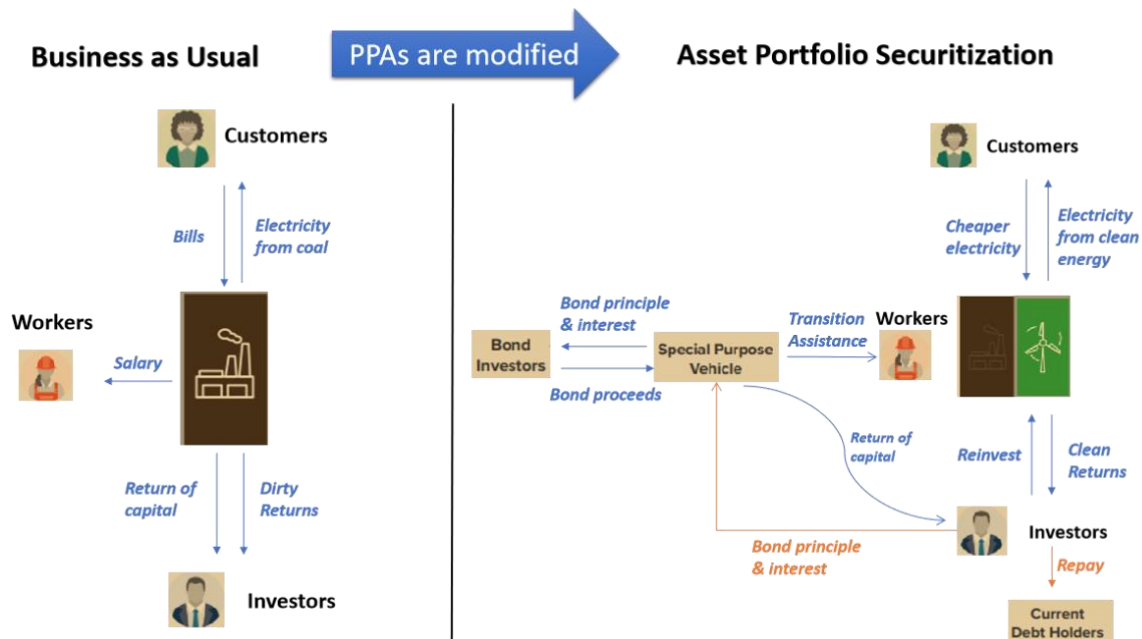 Business as Usual
PPAs are modified
Asset Portfolio Securitization
Customers
Bills
Electricity
from coal
Workers
Salary
Return of
capital
Dirty
Returns
Investors
Customers
Cheaper
electricity
Electricity
from clean
energy
Bond principle
& interest
Bond
Investors
Bond proceeds
Special Purpose
Vehicle
Transition
Assistance
Workers
Return of
capital
Reinvest
Clean
Returns
Investors
Bond principle
& interest
Repay
Current
Debt Holders